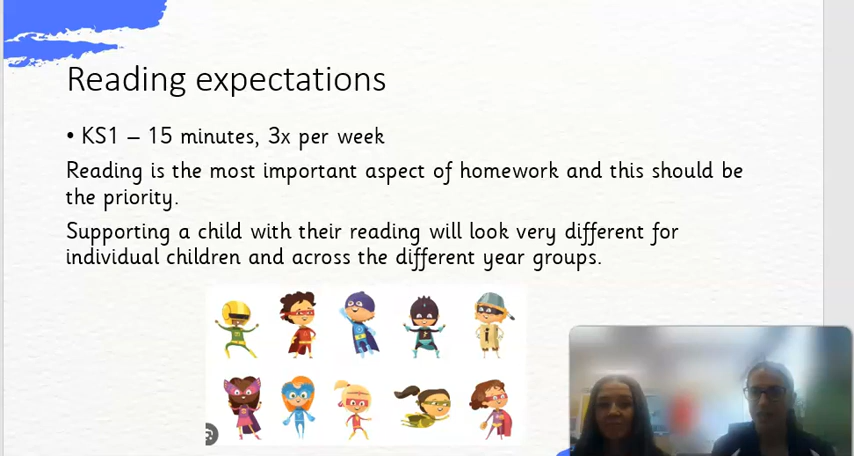 Reading expectations
• KS1 – 15 minutes, 3x per week
Reading is the most important aspect of homework and this should be
the priority.
Supporting a child with their reading will look very different for
individual children and across the different year groups.